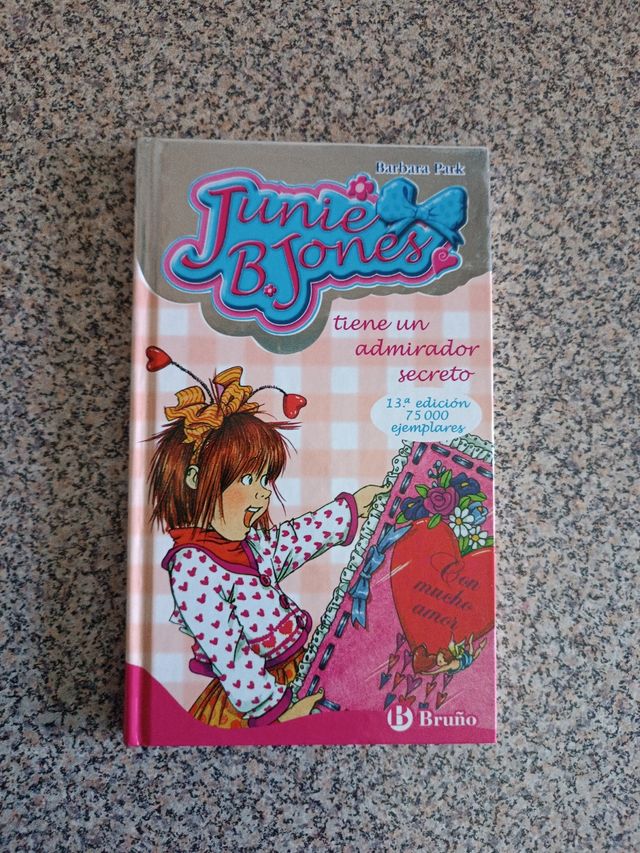 Barbara Park
Junie
B. Jones
tiene un
admirador
secreto
13.ª edición
75 000
ejemplares
Con
mucho
amor
B Bruño